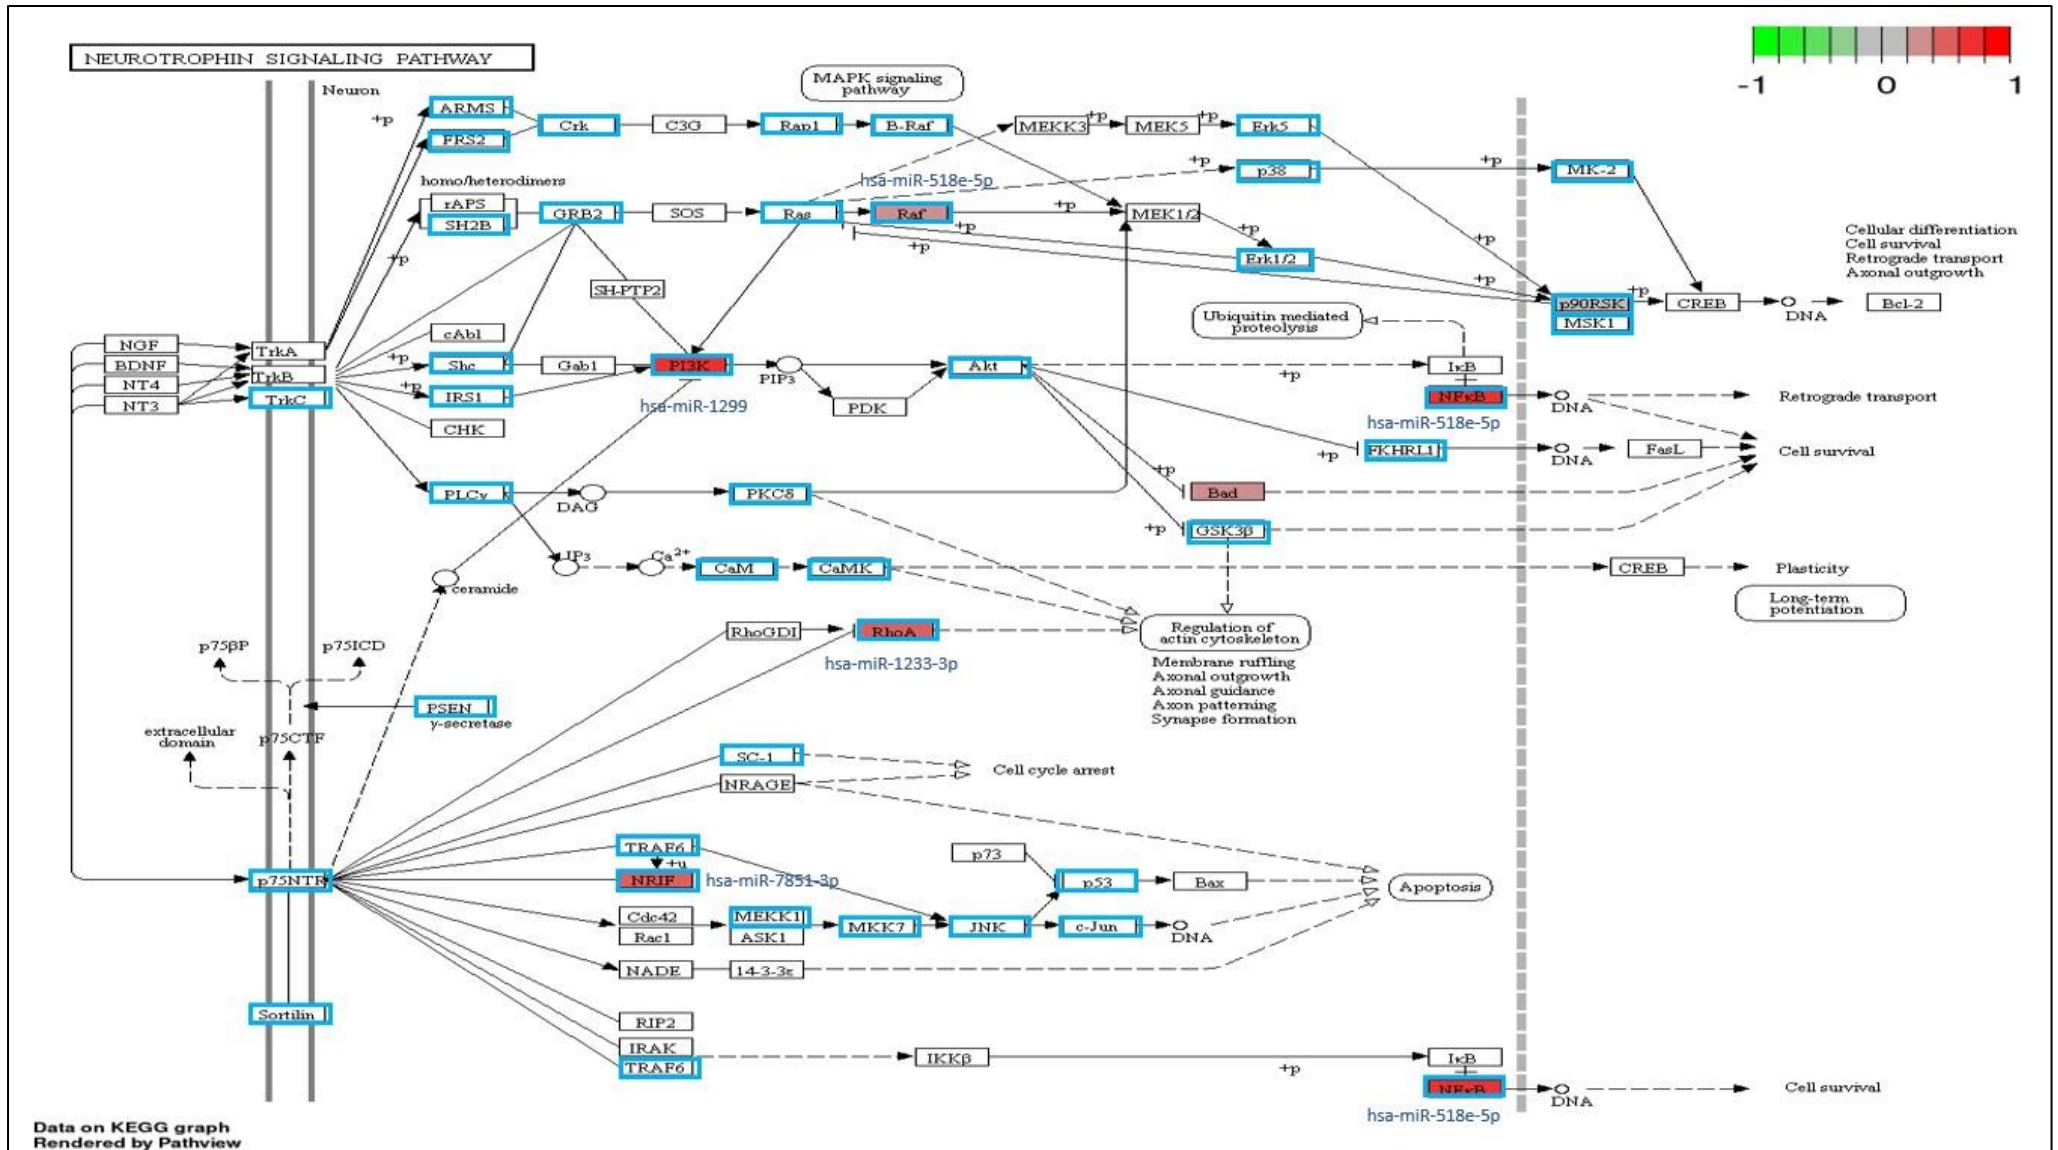 NEUROTROPHIN SIGNALING PATHWAY
-1 0 1
Neuron
MAPK signaling
pathway
+p
ARMS
FRS2
Crk
C3G
Rap1
B-Raf
MEKK3
+p
MEK5
+p
Erk5
+p
p38
+p
MK-2
homo/heterodimers
hsa-miR-518e-5p
rAPS
SH2B
GRB2
SOS
Ras
Raf
+p
MEK1/2
+p
+p
+p
+p
Erk1/2
+p
+p
+p
SH-PTP2
p90RSK
MSK1
+p
CREB
DNA
Bcl-2
Cellular differentiation
Cell survival
Retrograde transport
Axonal outgrowth
Ubiquitin mediated
proteolysis
NGF
BDNF
NT4
NT3
TrkA
TrkB
TrkC
cAbl
+p
Shc
Gab1
PI3K
PIP3
Akt
+p
IκB
+p
IRS1
hsa-miR-1299
PDK
NFκB
DNA
Retrograde transport
CHK
hsa-miR-518e-5p
+p
FKHRL1
DNA
FasL
Cell survival
PLCγ
DAG
PKCδ
+p
Bad
+p
GSK3β
IP3
Ca2+
CaM
CaMK
CREB
Plasticity
ceramide
Long-term
potentiation
RhoGDI
RhoA
Regulation of
actin cytoskeleton
hsa-miR-1233-3p
Membrane ruffling
Axonal outgrowth
Axonal guidance
Axon patterning
Synapse formation
p75βP
p75ICD
PSEN
γ-secretase
extracellular
domain
p75CTF
SC-1
NRAGE
Cell cycle arrest
TRAF6
+u
NRIF
hsa-miR-7851-3p
p73
p53
Bax
Apoptosis
p75NTR
Cdc42
Rac1
MEKK1
ASK1
MKK7
JNK
c-Jun
DNA
NADE
14-3-3ε
Sortilin
RIP2
IRAK
TRAF6
IKKβ
+p
IκB
NFκB
DNA
Cell survival
hsa-miR-518e-5p
Data on KEGG graph
Rendered by Pathview